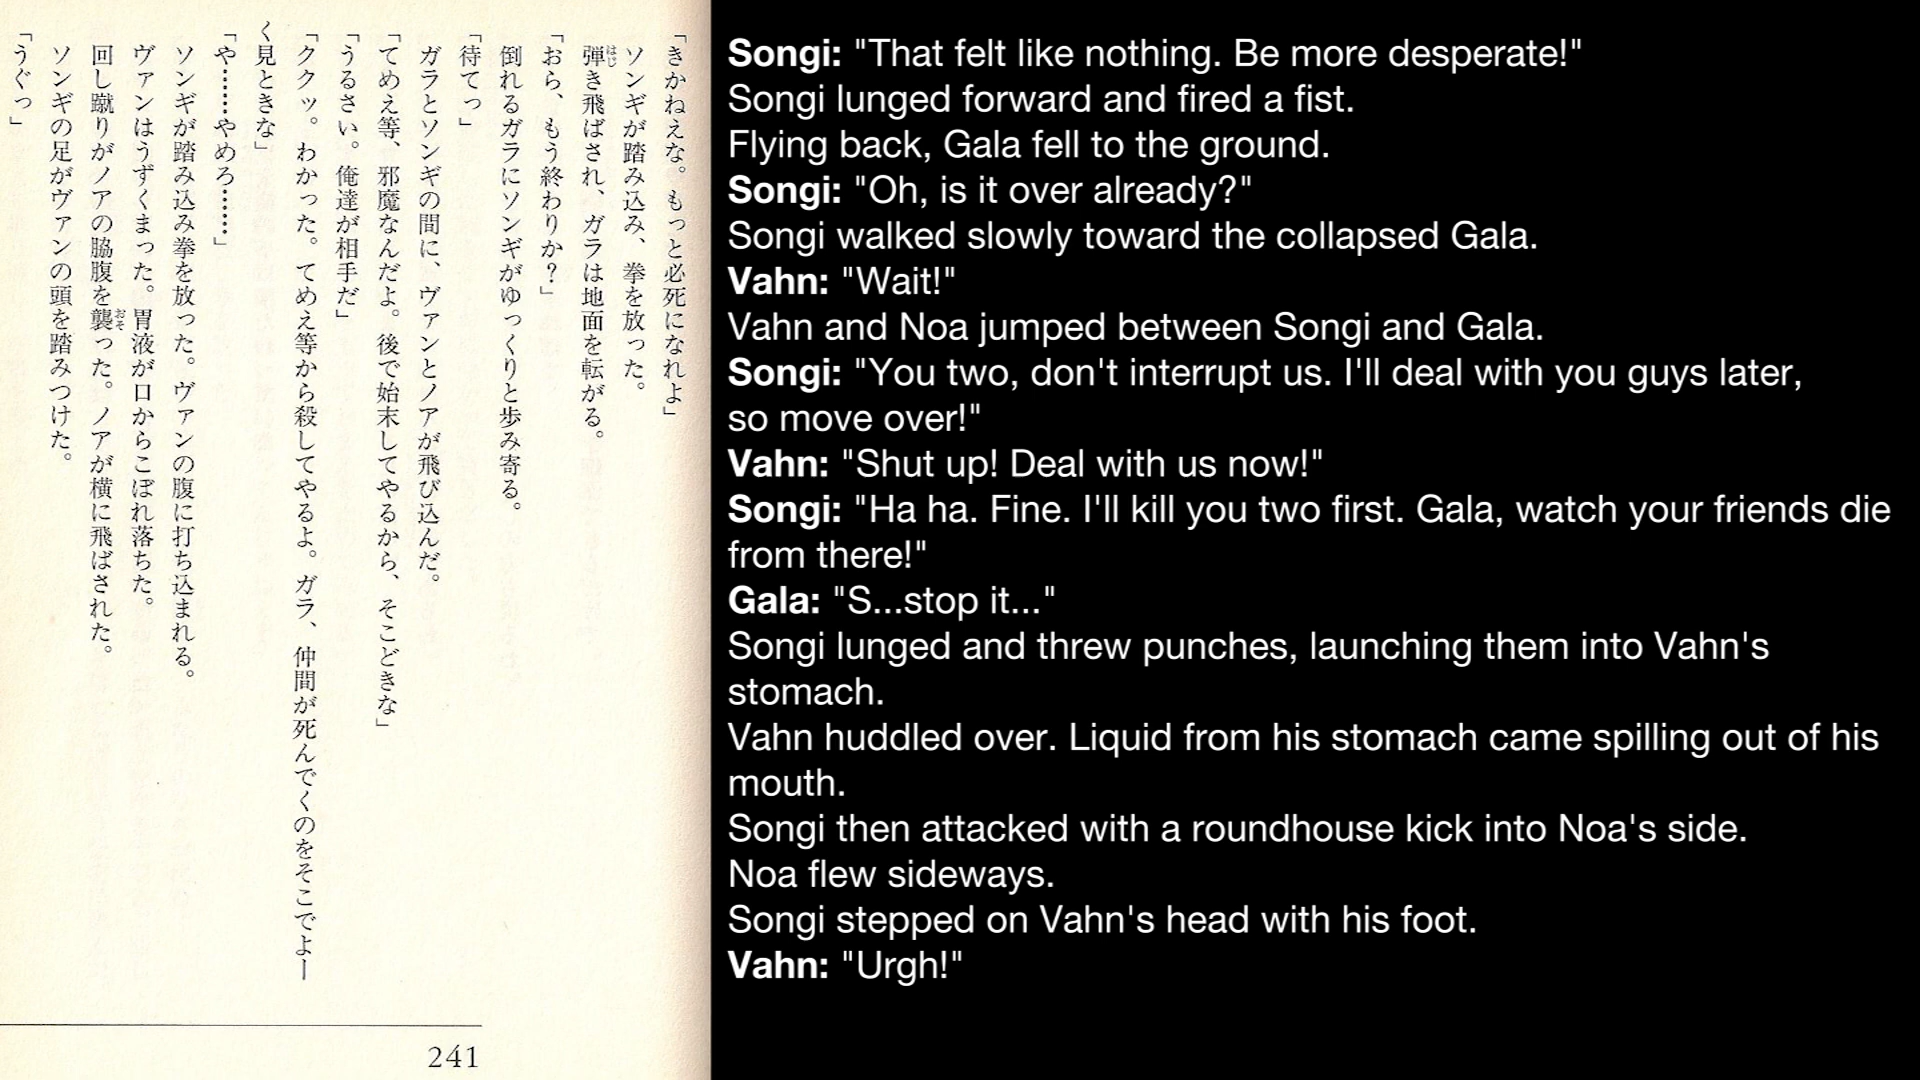 「きかねえな。もっと必死になれよ」
ソンギが踏み込み、拳を放った。
弾き飛ばされ、ガラは地面を転がる。
「おら、もう終わりか？」
倒れるガラにソンギがゆっくりと歩み寄る。
「待てっ」
ガラとソンギの間に、ヴァンとノアが飛び込んだ。
「てめえ等、邪魔なんだよ。後で始末してやるから、そこどきな」
「うるさい。俺達が相手だ」
「ククッ。わかった。てめえ等から殺してやるよ。ガラ、仲間が死んでくのをそこでよー
く見ときな」
「や……やめろ……」
ソンギが踏み込み拳を放った。ヴァンの腹に打ち込まれる。
ヴァンはうずくまった。胃液が口からこぼれ落ちた。
回し蹴りがノアの脇腹を襲った。ノアが横に飛ばされた。
ソンギの足がヴァンの頭を踏みつけた。
「うぐっ」
241
Songi: "That felt like nothing. Be more desperate!"
Songi lunged forward and fired a fist.
Flying back, Gala fell to the ground.
Songi: "Oh, is it over already?"
Songi walked slowly toward the collapsed Gala.
Vahn: "Wait!"
Vahn and Noa jumped between Songi and Gala.
Songi: "You two, don't interrupt us. I'll deal with you guys later,
so move over!"
Vahn: "Shut up! Deal with us now!"
Songi: "Ha ha. Fine. I'll kill you two first. Gala, watch your friends die
from there!"
Gala: "S...stop it..."
Songi lunged and threw punches, launching them into Vahn's
stomach.
Vahn huddled over. Liquid from his stomach came spilling out of his
mouth.
Songi then attacked with a roundhouse kick into Noa's side.
Noa flew sideways.
Songi stepped on Vahn's head with his foot.
Vahn: "Urgh!"